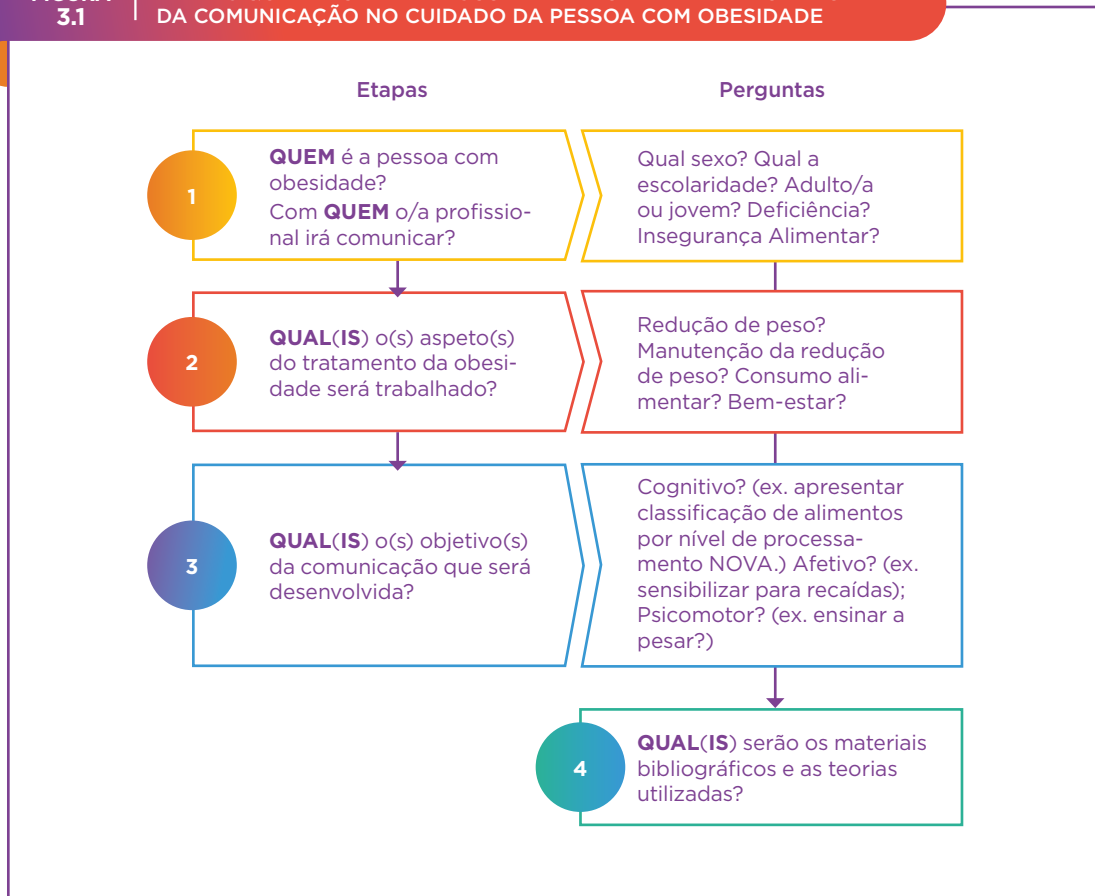 3.1
DA COMUNICAÇÃO NO CUIDADO DA PESSOA COM OBESIDADE
Etapas
Perguntas
1
QUEM é a pessoa com
obesidade?
Com QUEM o/a profissio-
nal irá comunicar?
Qual sexo? Qual a
escolaridade? Adulto/a
ou jovem? Deficiência?
Insegurança Alimentar?
2
QUAL(IS) o(s) aspeto(s)
do tratamento da obesi-
dade será trabalhado?
Redução de peso?
Manutenção da redução
de peso? Consumo ali-
mentar? Bem-estar?
3
QUAL(IS) o(s) objetivo(s)
da comunicação que será
desenvolvida?
Cognitivo? (ex. apresentar
classificação de alimentos
por nível de processa-
mento NOVA.) Afetivo? (ex.
sensibilizar para recaídas);
Psicomotor? (ex. ensinar a
pesar?)
4
QUAL(IS) serão os materiais
bibliográficos e as teorias
utilizadas?